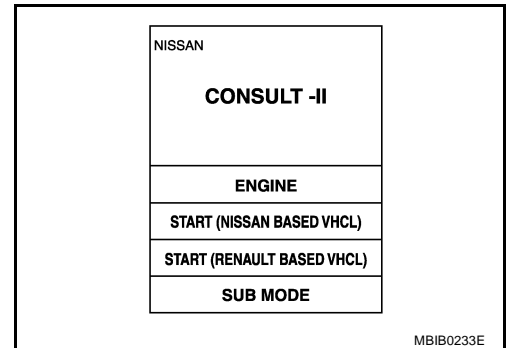 NISSAN
CONSULT -II
ENGINE
START (NISSAN BASED VHCL)
START (RENAULT BASED VHCL)
SUB MODE
MBIB0233E